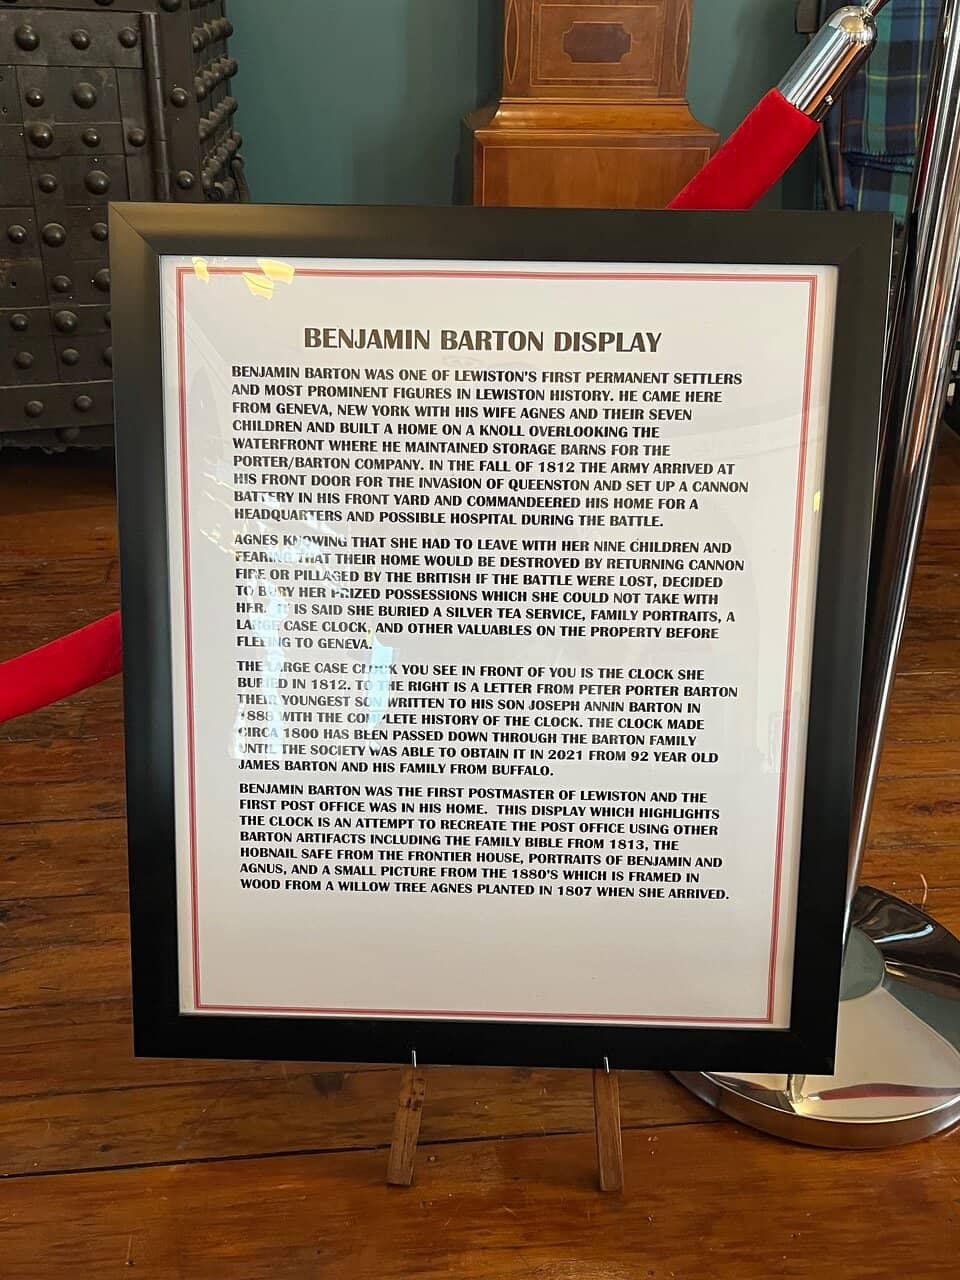 BENJAMIN BARTON DISPLAY
BENJAMIN BARTON WAS ONE OF LEWISTON'S FIRST PERMANENT SETTLERS
AND MOST PROMINENT FIGURES IN LEWISTON HISTORY. HE CAME HERE
FROM GENEVA, NEW YORK WITH HIS WIFE AGNES AND THEIR SEVEN
CHILDREN AND BUILT A HOME ON A KNOLL OVERLOOKING THE
WATERFRONT WHERE HE MAINTAINED STORAGE BARNS FOR THE
PORTER/BARTON COMPANY. IN THE FALL OF 1812 THE ARMY ARRIVED AT
HIS FRONT DOOR FOR THE INVASION OF QUEENSTON AND SET UP A CANNON
BATTERY IN HIS FRONT YARD AND COMMANDEERED HIS HOME FOR A
HEADQUARTERS AND POSSIBLE HOSPITAL DURING THE BATTLE.
AGNES KNOWING THAT SHE HAD TO LEAVE WITH HER NINE CHILDREN AND
FEARING THAT THEIR HOME WOULD BE DESTROYED BY RETURNING CANNON
FIRE OR PILLAGED BY THE BRITISH IF THE BATTLE WERE LOST, DECIDED
TO BURY HER PRIZED POSSESSIONS WHICH SHE COULD NOT TAKE WITH
HER. IT IS SAID SHE BURIED A SILVER TEA SERVICE, FAMILY PORTRAITS, A
LARGE CASE CLOCK, AND OTHER VALUABLES ON THE PROPERTY BEFORE
FLEEING TO GENEVA.
THE LARGE CASE CLOCK YOU SEE IN FRONT OF YOU IS THE CLOCK SHE
BURIED IN 1812. TO THE RIGHT IS A LETTER FROM PETER PORTER BARTON
THEIR YOUNGEST SON WRITTEN TO HIS SON JOSEPH ANNIN BARTON IN
1888 WITH THE COMPLETE HISTORY OF THE CLOCK. THE CLOCK MADE
CIRCA 1800 HAS BEEN PASSED DOWN THROUGH THE BARTON FAMILY
UNTIL THE SOCIETY WAS ABLE TO OBTAIN IT IN 2021 FROM 92 YEAR OLD
JAMES BARTON AND HIS FAMILY FROM BUFFALO.
BENJAMIN BARTON WAS THE FIRST POSTMASTER OF LEWISTON AND THE
FIRST POST OFFICE WAS IN HIS HOME. THIS DISPLAY WHICH HIGHLIGHTS
THE CLOCK IS AN ATTEMPT TO RECREATE THE POST OFFICE USING OTHER
BARTON ARTIFACTS INCLUDING THE FAMILY BIBLE FROM 1813, THE
HOBNAIL SAFE FROM THE FRONTIER HOUSE, PORTRAITS OF BENJAMIN AND
AGNUS, AND A SMALL PICTURE FROM THE 1880'S WHICH IS FRAMED IN
WOOD FROM A WILLOW TREE AGNES PLANTED IN 1807 WHEN SHE ARRIVED.